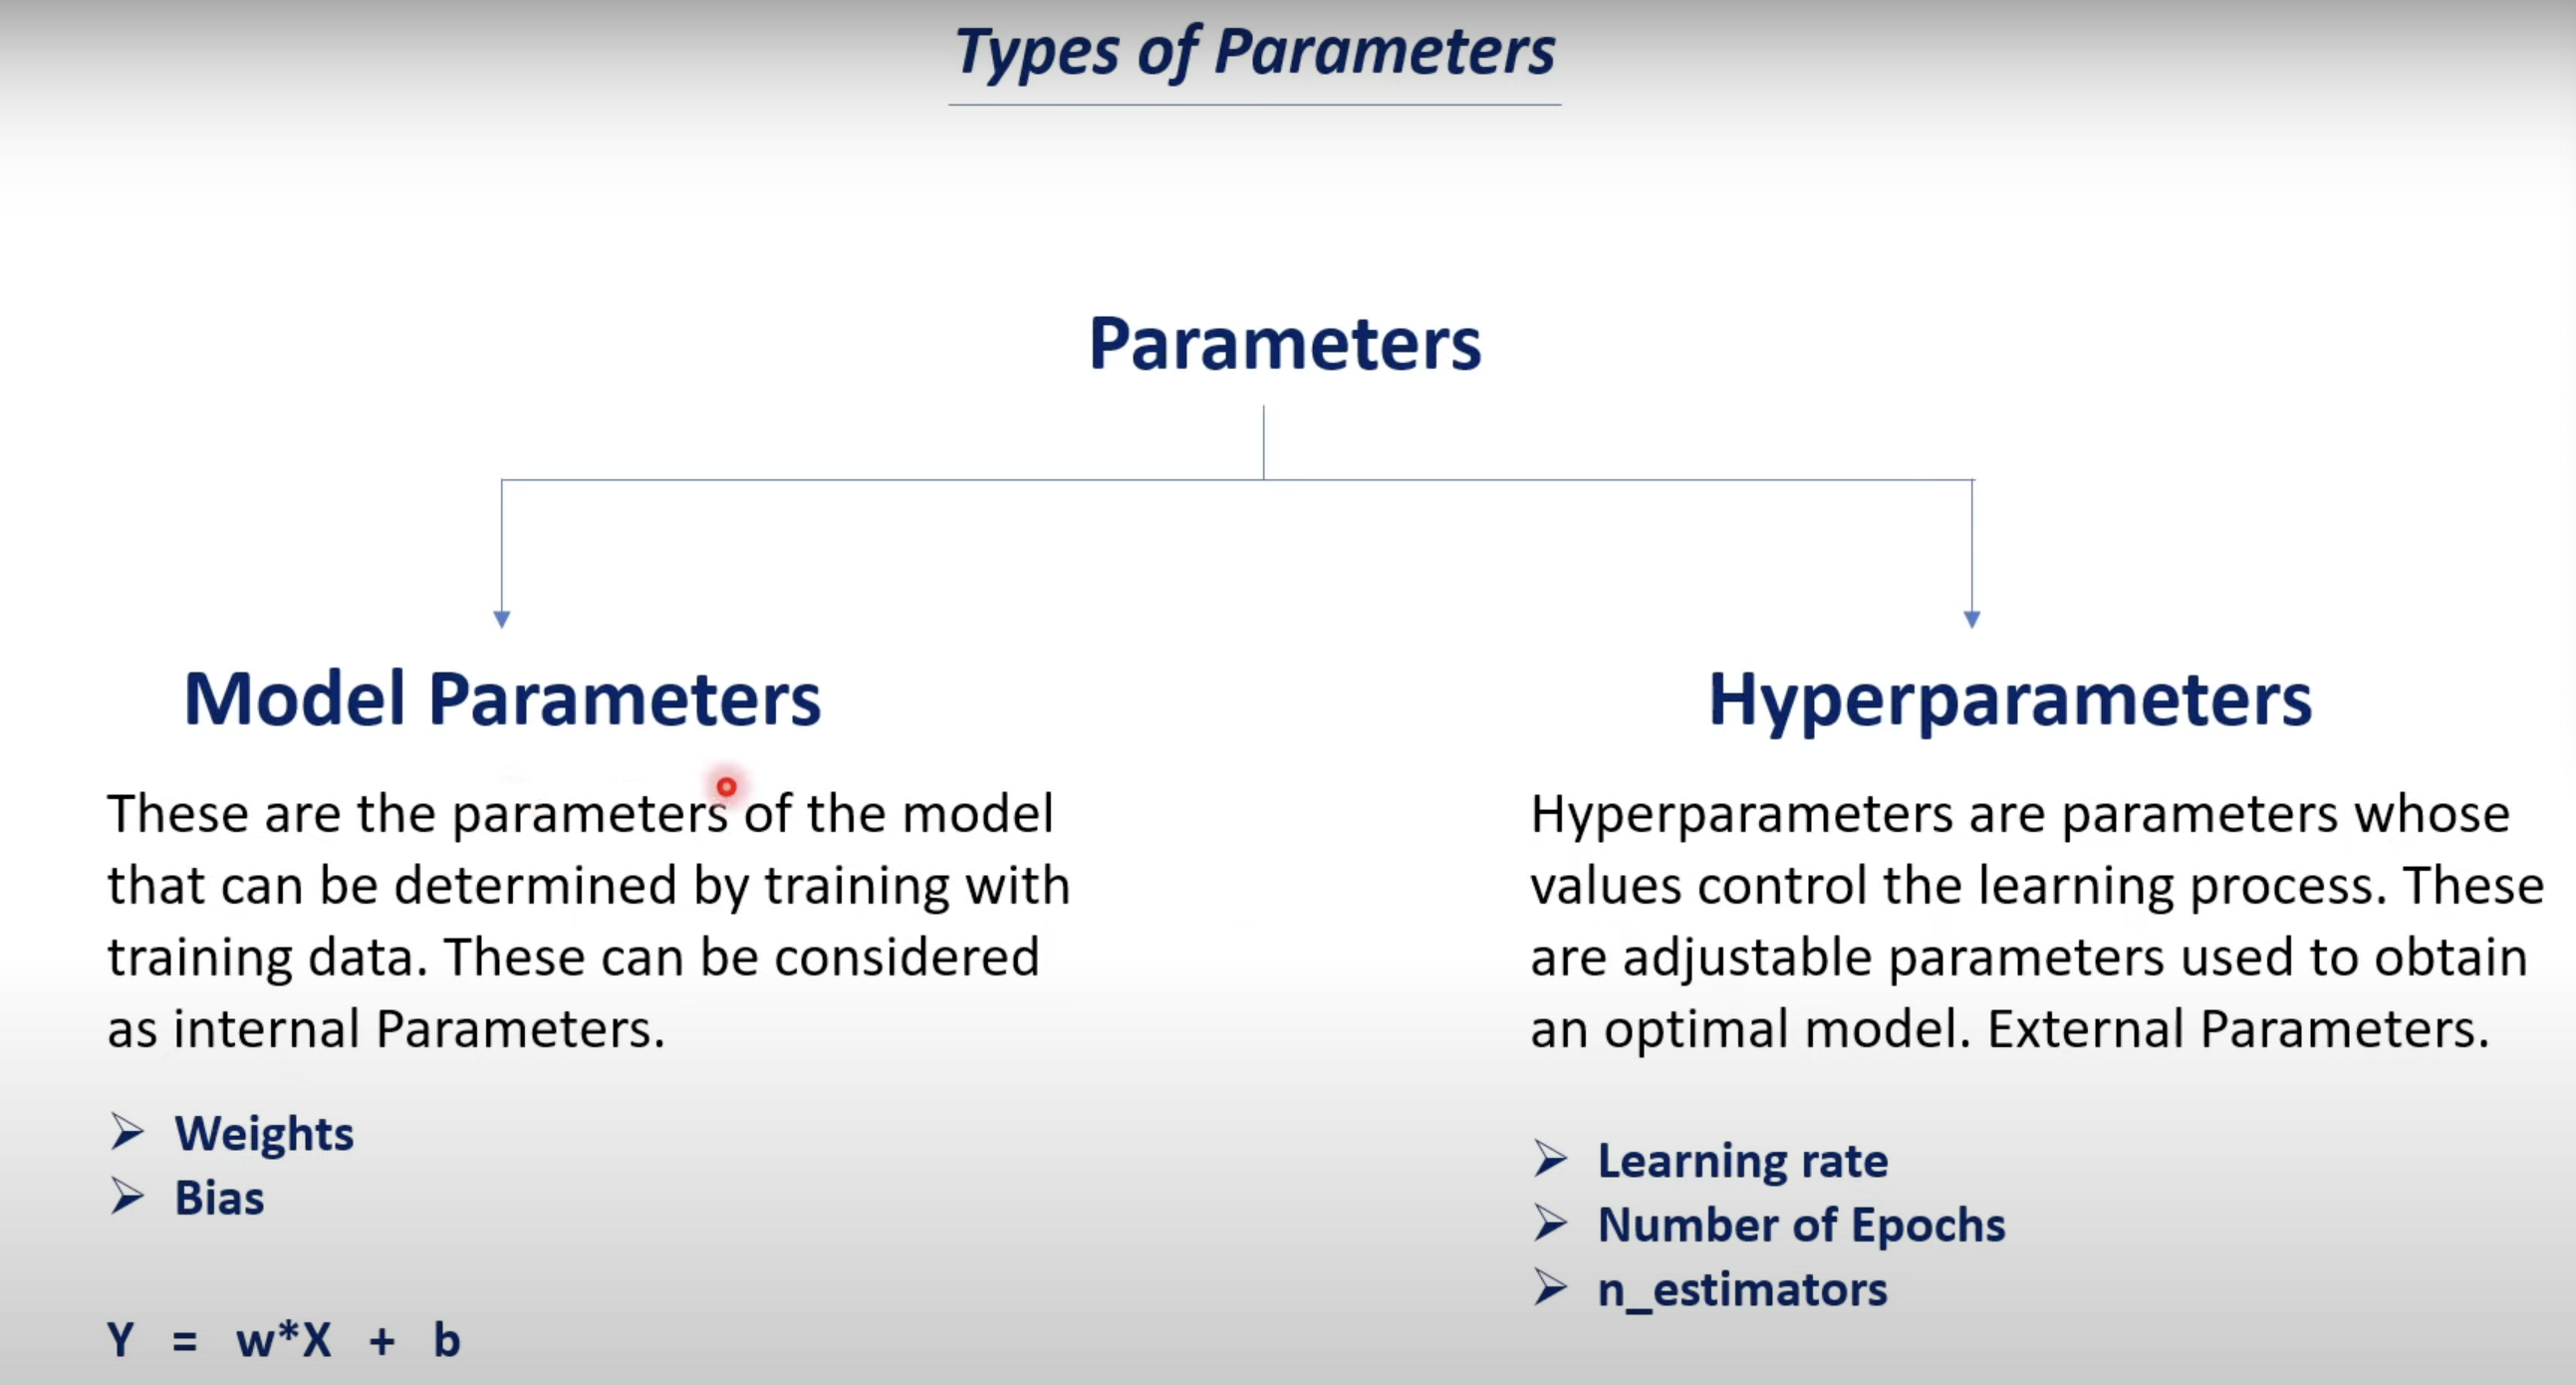 Types of Parameters
Parameters
Model Parameters
These are the parameters of the model
that can be determined by training with
training data. These can be considered
as internal Parameters.
Weights
Bias
Y = w*X + b
Hyperparameters
Hyperparameters are parameters whose
values control the learning process. These
are adjustable parameters used to obtain
an optimal model. External Parameters.
Learning rate
Number of Epochs
n_estimators